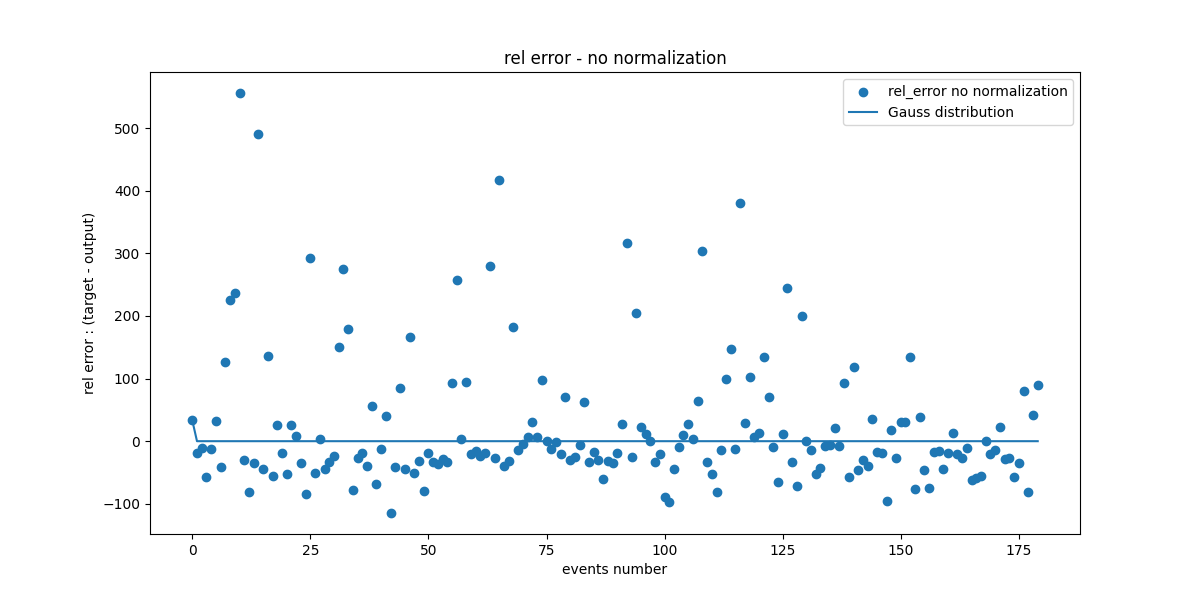 rel error - no normalization
rel_error no normalization
Gauss distribution
500
400
300
200
100
0
−100
rel error : (target - output)
0 25 50 75 100 125 150 175
events number